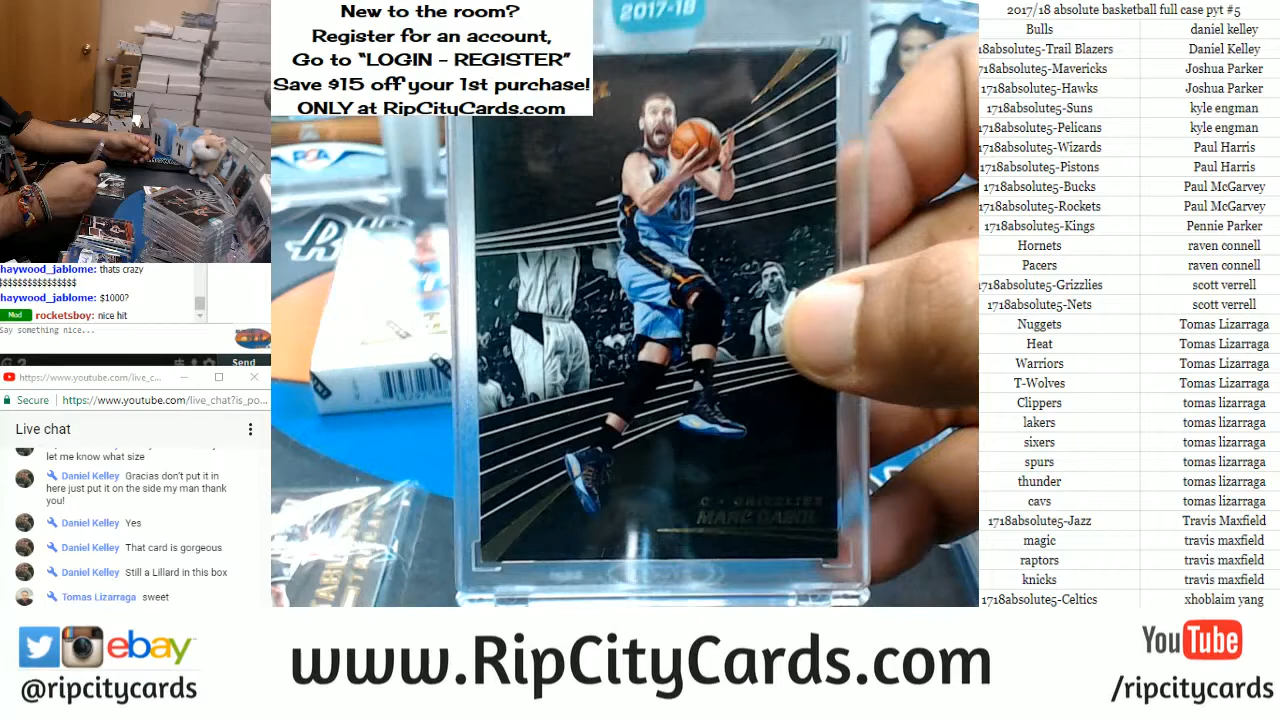 New to the room?
Register for an account,
Go to “LOGIN - REGISTER”
Save $15 off your 1st purchase!
ONLY at RipCityCards.com
2017-18
PSA
C • GRIZZLIES
MARC GASOL
haywood_jablome: thats crazy
$$$$$$$$$$$$$$$$
haywood_jablome: $1000?
Mod rocketsboy: nice hit
Say something nice...
Send
https://www.youtube.com/live_c...
Secure https://www.youtube.com/live_chat?is_po...
Live chat
let me know what size
Daniel Kelley Gracias don't put it in
here just put it on the side my man thank
you!
Daniel Kelley Yes
Daniel Kelley That card is gorgeous
Daniel Kelley Still a Lillard in this box
Tomas Lizarraga sweet
2017/18 absolute basketball full case pyt #5
Bulls daniel kelley
18absolute5-Trail Blazers Daniel Kelley
1718absolute5-Mavericks Joshua Parker
1718absolute5-Hawks Joshua Parker
1718absolute5-Suns kyle engman
1718absolute5-Pelicans kyle engman
1718absolute5-Wizards Paul Harris
1718absolute5-Pistons Paul Harris
1718absolute5-Bucks Paul McGarvey
1718absolute5-Rockets Paul McGarvey
1718absolute5-Kings Pennie Parker
Hornets raven connell
Pacers raven connell
1718absolute5-Grizzlies scott verrell
1718absolute5-Nets scott verrell
Nuggets Tomas Lizarraga
Heat Tomas Lizarraga
Warriors Tomas Lizarraga
T-Wolves Tomas Lizarraga
Clippers tomas lizarraga
lakers tomas lizarraga
sixers tomas lizarraga
spurs tomas lizarraga
thunder tomas lizarraga
cavs tomas lizarraga
1718absolute5-Jazz Travis Maxfield
magic travis maxfield
raptors travis maxfield
knicks travis maxfield
1718absolute5-Celtics xhoblaim yang
ebay
@ripcitycards
www.RipCityCards.com
YouTube
/ripcitycards